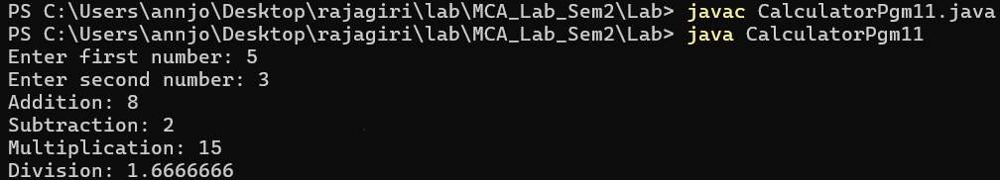 PS C:\Users\annjo\Desktop\rajagiri\lab\MCA_Lab_Sem2\Lab> javac CalculatorPgm11.java
PS C:\Users\annjo\Desktop\rajagiri\lab\MCA_Lab_Sem2\Lab> java CalculatorPgm11
Enter first number: 5
Enter second number: 3
Addition: 8
Subtraction: 2
Multiplication: 15
Division: 1.6666666